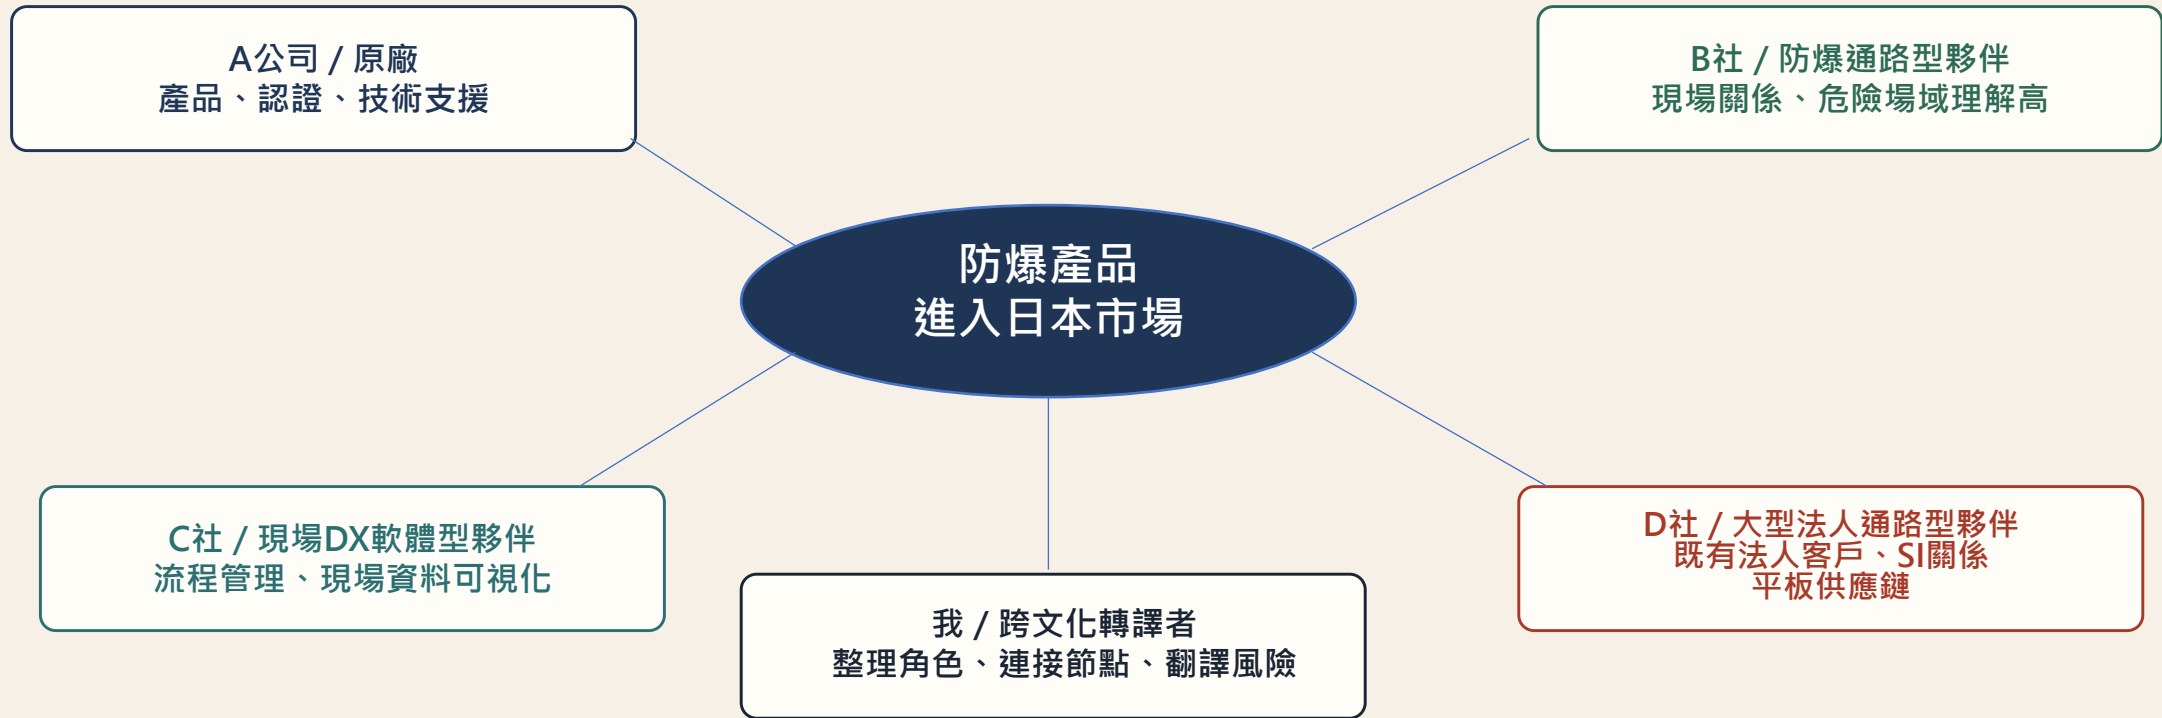 A公司 / 原廠
產品、認證、技術支援
B社 / 防爆通路型夥伴
現場關係、危險場域理解高
防爆產品
進入日本市場
C社 / 現場DX軟體型夥伴
流程管理、現場資料可視化
D社 / 大型法人通路型夥伴
既有法人客戶、SI關係
平板供應鏈
我 / 跨文化轉譯者
整理角色、連接節點、翻譯風險